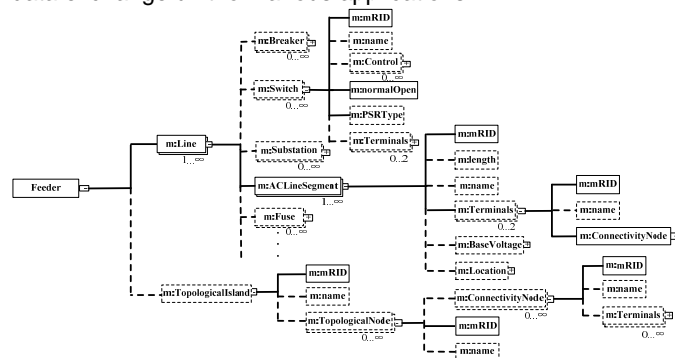 m:Breaker
0...∞
m:Switch
0...∞
m:Substation
0...∞
m:ACLineSegment
1...∞
m:Fuse
0...∞
m:mRID
m:name
m:Control
0...∞
m:normalOpen
m:PSRType
m:Terminals
0...2
Feeder
m:Line
1...∞
m:mRID
m:length
m:name
m:Terminals
0...2
m:BaseVoltage
m:Location
m:mRID
m:name
m:ConnectivityNode
m:TopologicalIsland
m:mRID
m:name
m:TopologicalNode
0...∞
m:ConnectivityNode
0...∞
m:mRID
m:name
m:mRID
m:name
m:Terminals
0...∞